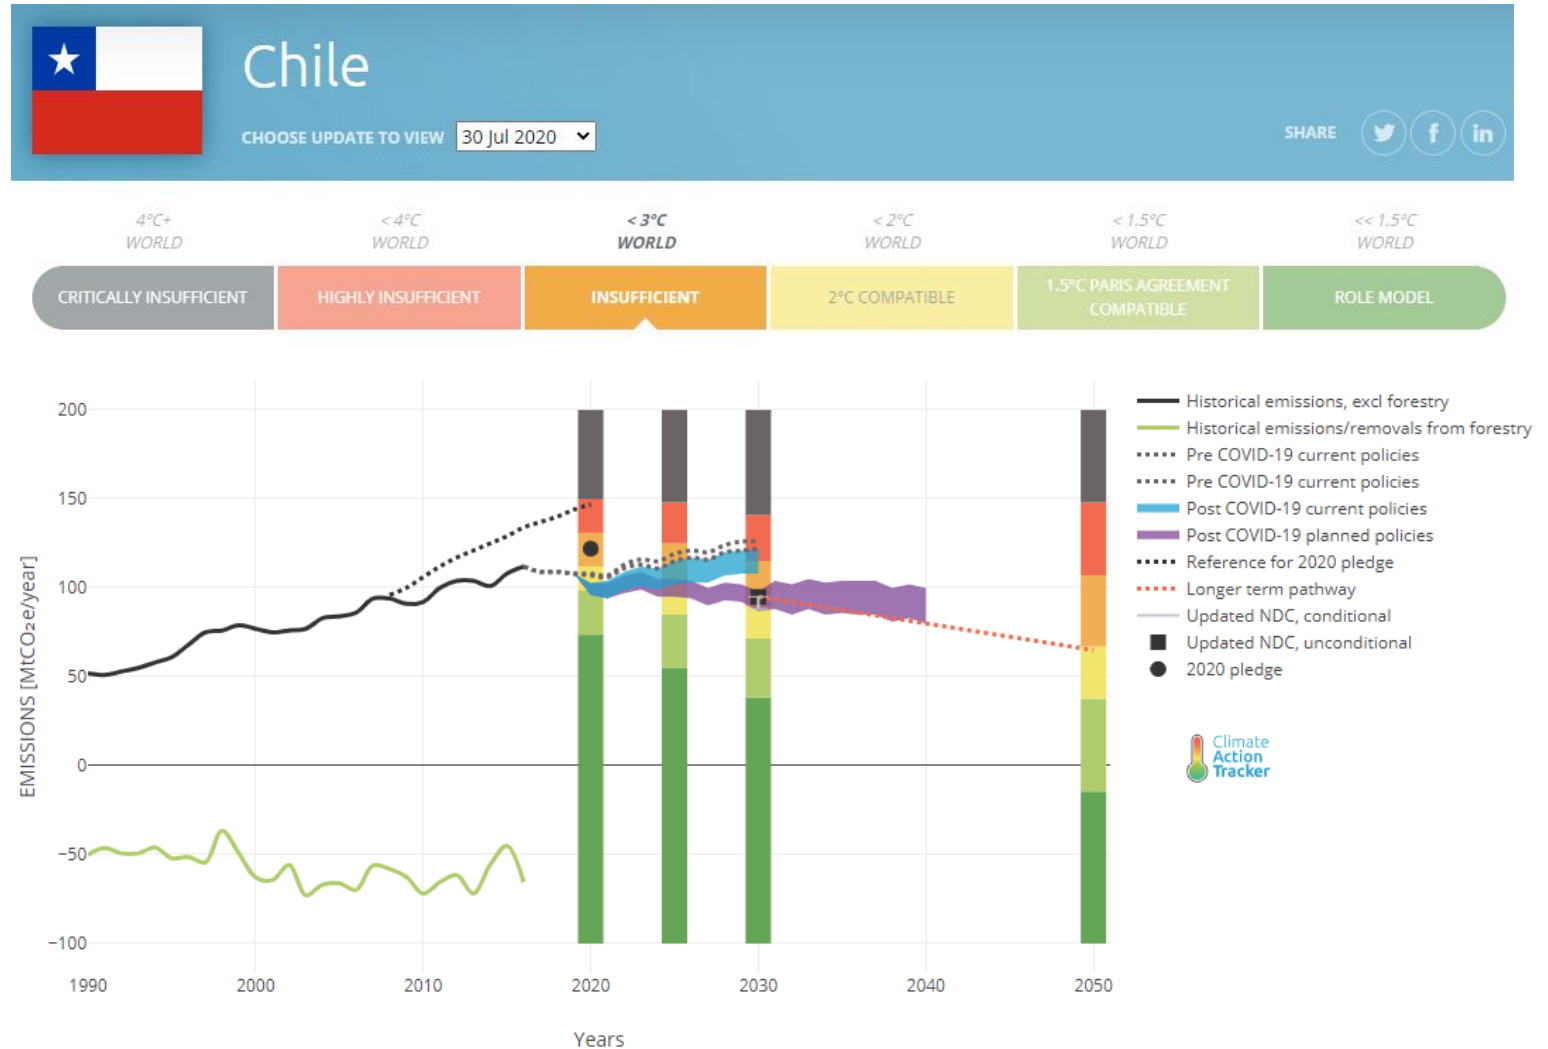 Chile
CHOOSE UPDATE TO VIEW 30 Jul 2020
SHARE
4°C+
WORLD
< 4°C
WORLD
< 3°C
WORLD
< 2°C
WORLD
< 1.5°C
WORLD
<< 1.5°C
WORLD
CRITICALLY INSUFFICIENT
HIGHLY INSUFFICIENT
INSUFFICIENT
2°C COMPATIBLE
1.5°C PARIS AGREEMENT
COMPATIBLE
ROLE MODEL
EMISSIONS [MtCO₂e/year]
200
150
100
50
0
−50
−100
1990 2000 2010 2020 2030 2040 2050
Years
Historical emissions, excl forestry
Historical emissions/removals from forestry
Pre COVID-19 current policies
Pre COVID-19 current policies
Post COVID-19 current policies
Post COVID-19 planned policies
Reference for 2020 pledge
Longer term pathway
Updated NDC, conditional
Updated NDC, unconditional
2020 pledge
Climate
Action
Tracker